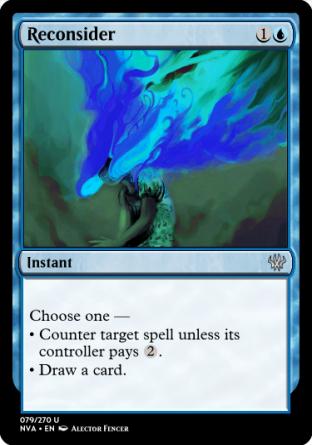 Reconsider 1
Instant
Choose one —
• Counter target spell unless its
controller pays 2.
• Draw a card.
079/270 U
NVA • EN Alector Fencer